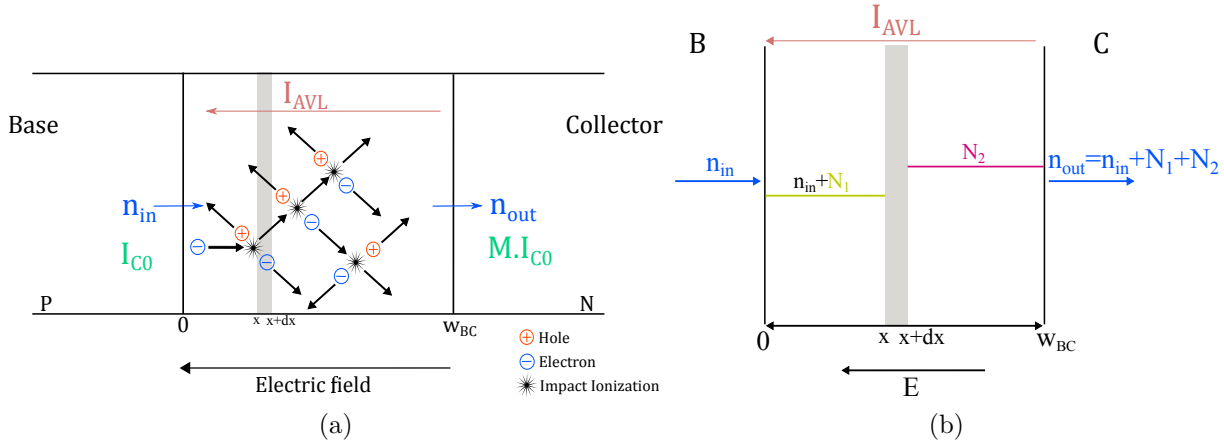 I_AVL
Base
Collector
n_in
n_out
I_C0
M.I_C0
P
N
0
x
x+dx
w_BC
Hole
Electron
Impact Ionization
Electric field
(a)
I_AVL
B
C
n_in
n_in+N_1
N_2
n_out=n_in+N_1+N_2
0
x
x+dx
w_BC
E
(b)